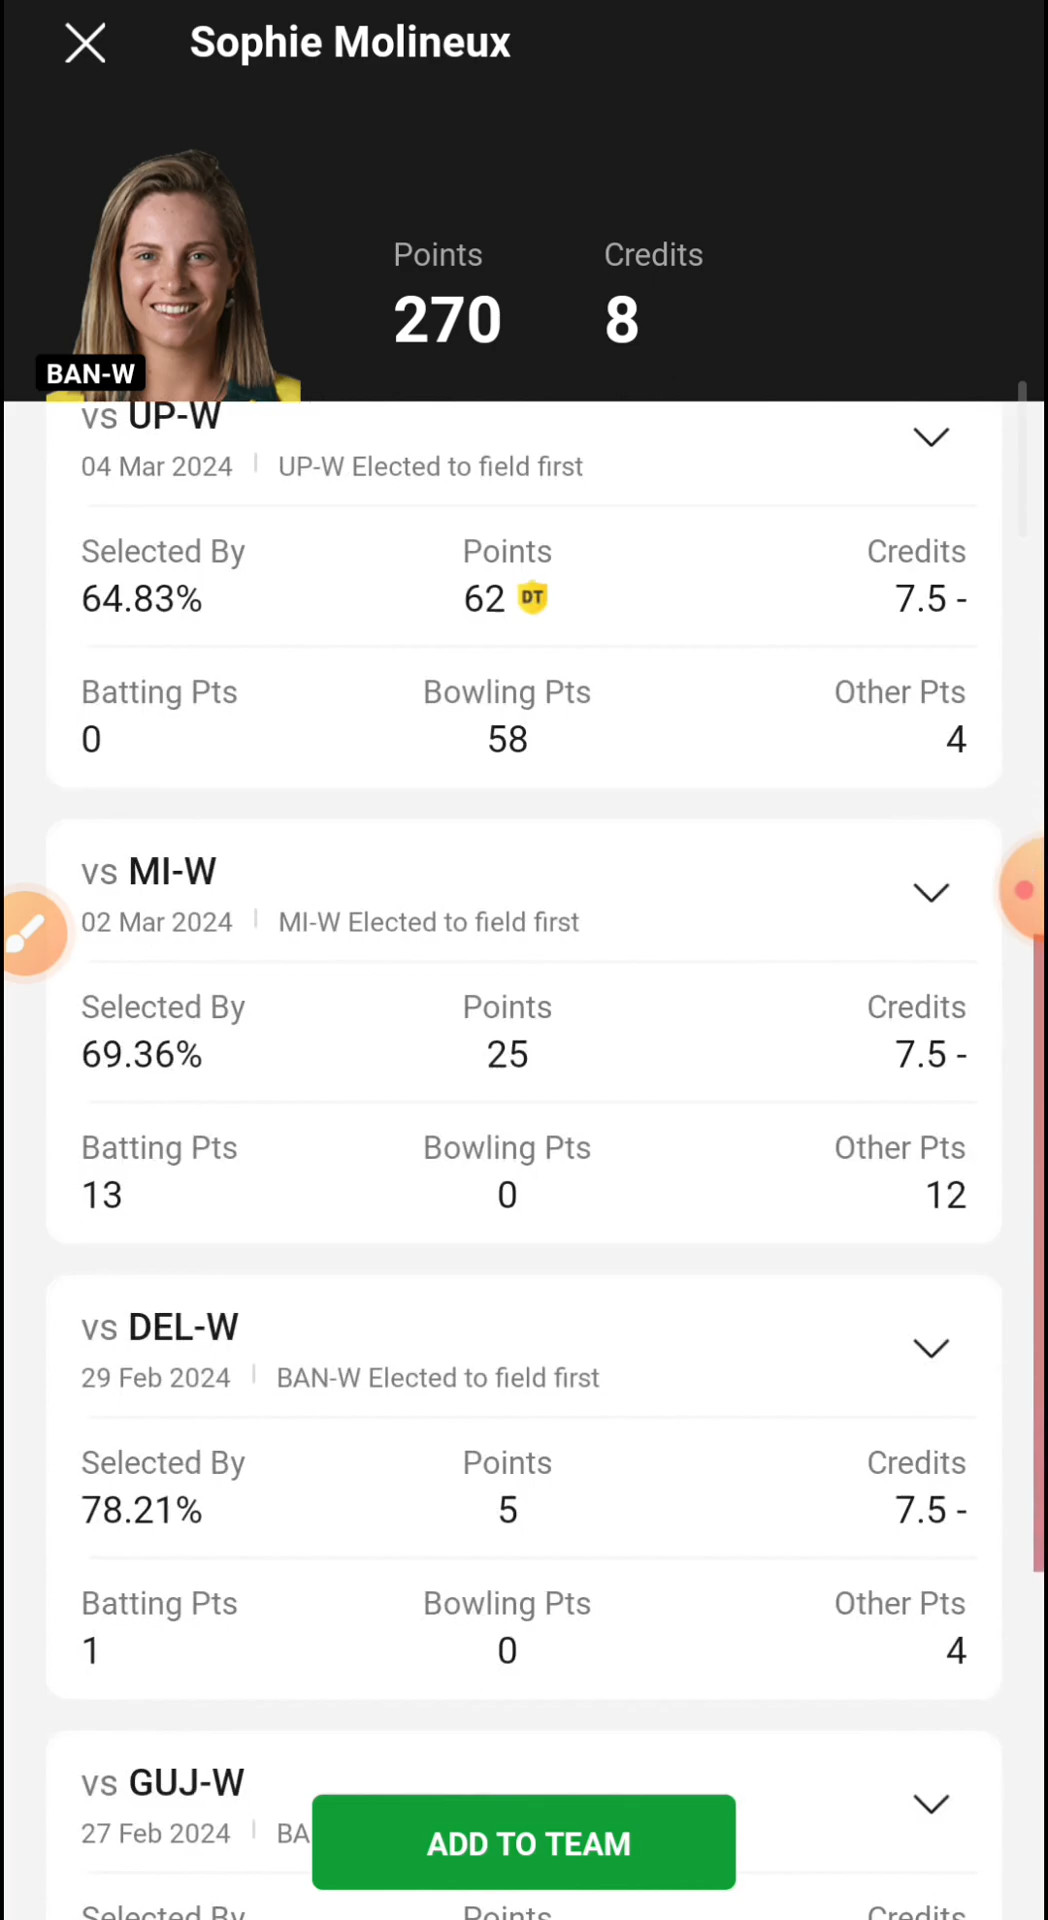 Sophie Molineux
Points Credits
270 8
BAN-W
vs UP-W
04 Mar 2024 UP-W Elected to field first
Selected By Points Credits
64.83% 62 DT 7.5 -
Batting Pts Bowling Pts Other Pts
0 58 4
vs MI-W
02 Mar 2024 MI-W Elected to field first
Selected By Points Credits
69.36% 25 7.5 -
Batting Pts Bowling Pts Other Pts
13 0 12
vs DEL-W
29 Feb 2024 BAN-W Elected to field first
Selected By Points Credits
78.21% 5 7.5 -
Batting Pts Bowling Pts Other Pts
1 0 4
vs GUJ-W
27 Feb 2024 BA
ADD TO TEAM
Selected By Points Credits